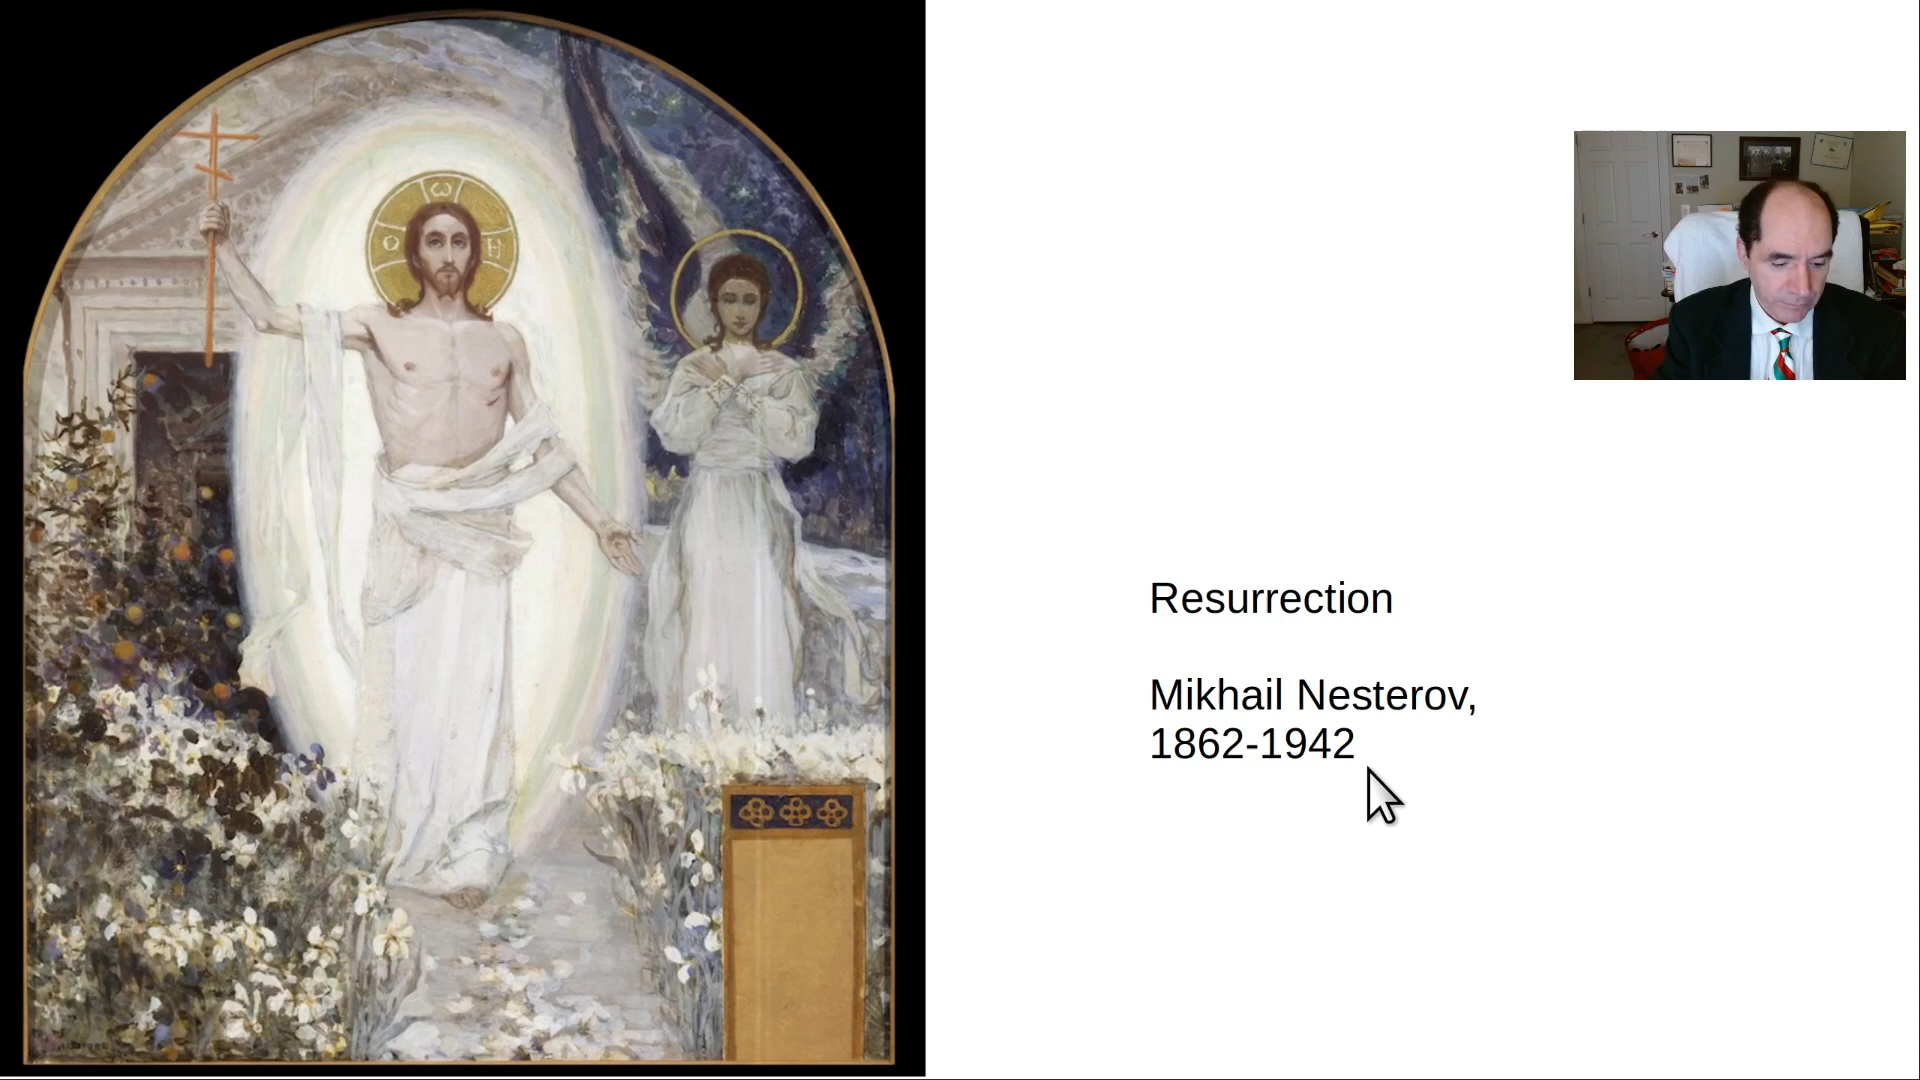 ω
Ο Η
Resurrection
Mikhail Nesterov,
1862-1942